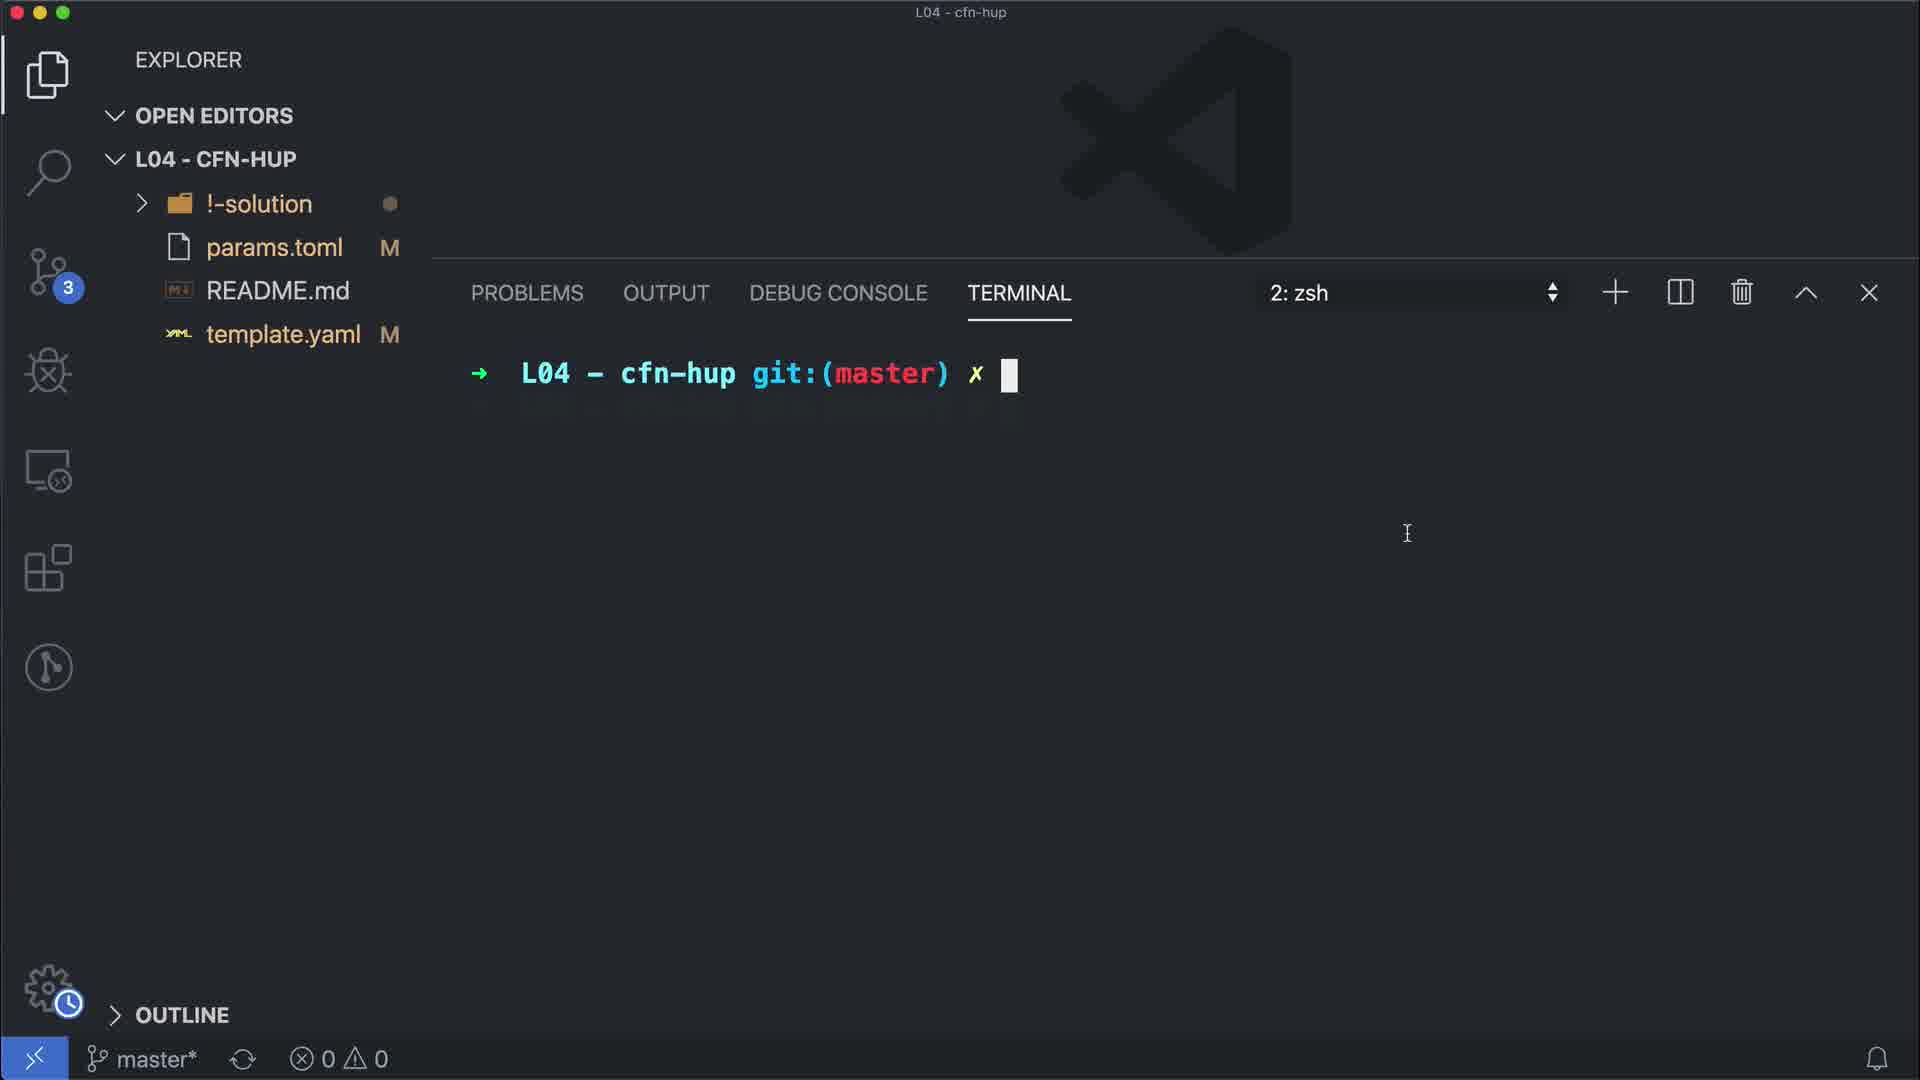 L04 - cfn-hup
EXPLORER
OPEN EDITORS
L04 - CFN-HUP
!-solution
params.toml M
README.md
template.yaml M
3
PROBLEMS OUTPUT DEBUG CONSOLE TERMINAL 2: zsh
➜ L04 - cfn-hup git:(master) ✗
OUTLINE
master* 0 0